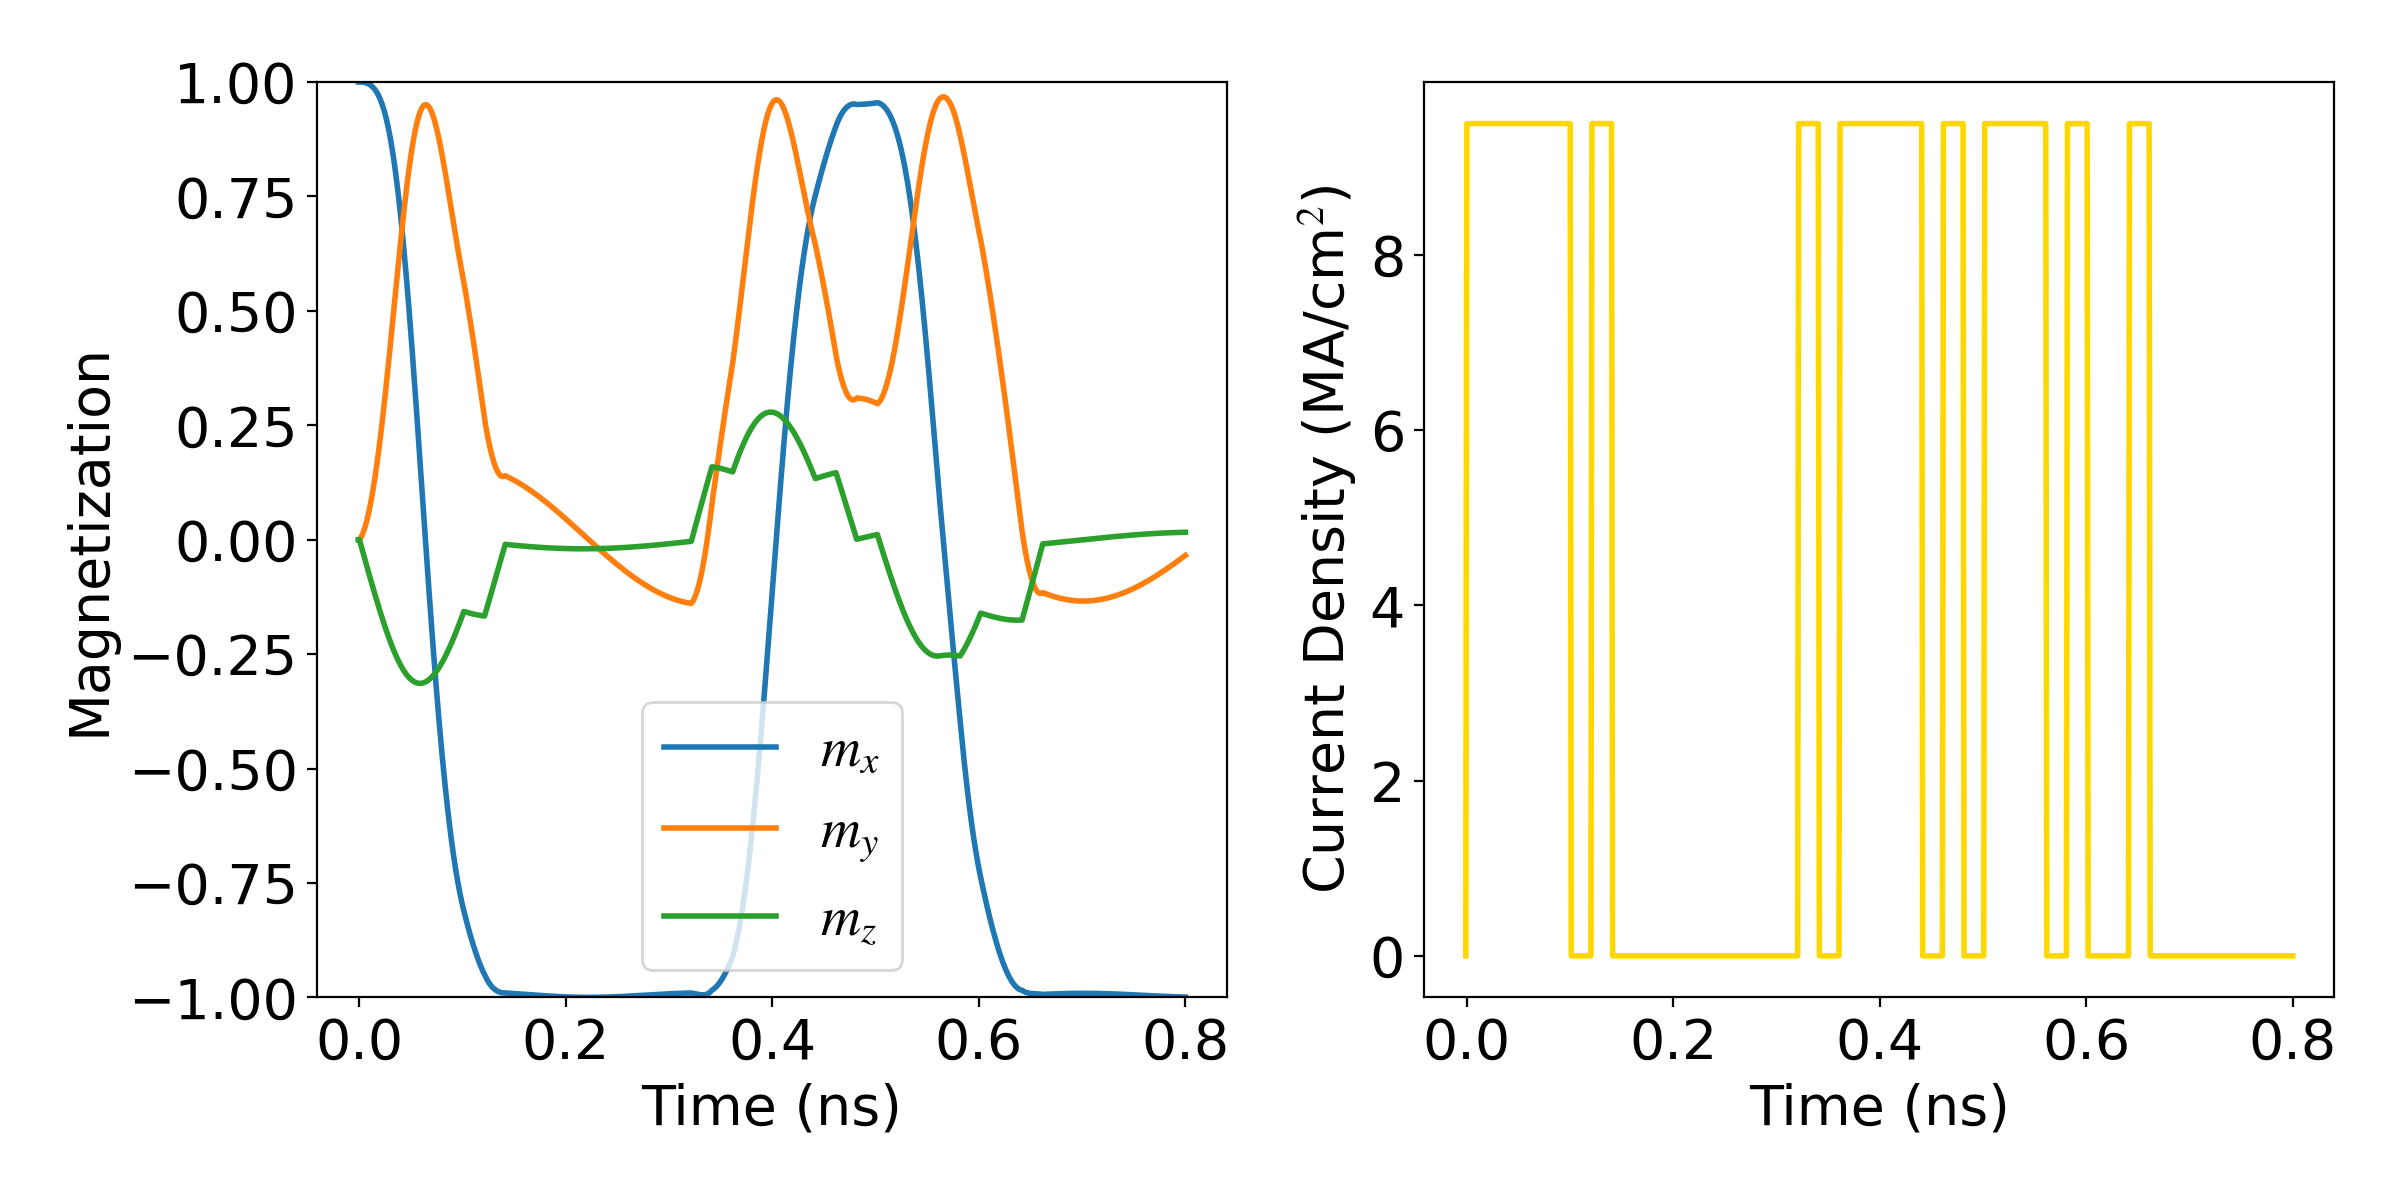 Magnetization
1.00
0.75
0.50
0.25
0.00
−0.25
−0.50
−0.75
−1.00
0.0 0.2 0.4 0.6 0.8
Time (ns)
m_x
m_y
m_z
Current Density (MA/cm²)
8
6
4
2
0
0.0 0.2 0.4 0.6 0.8
Time (ns)